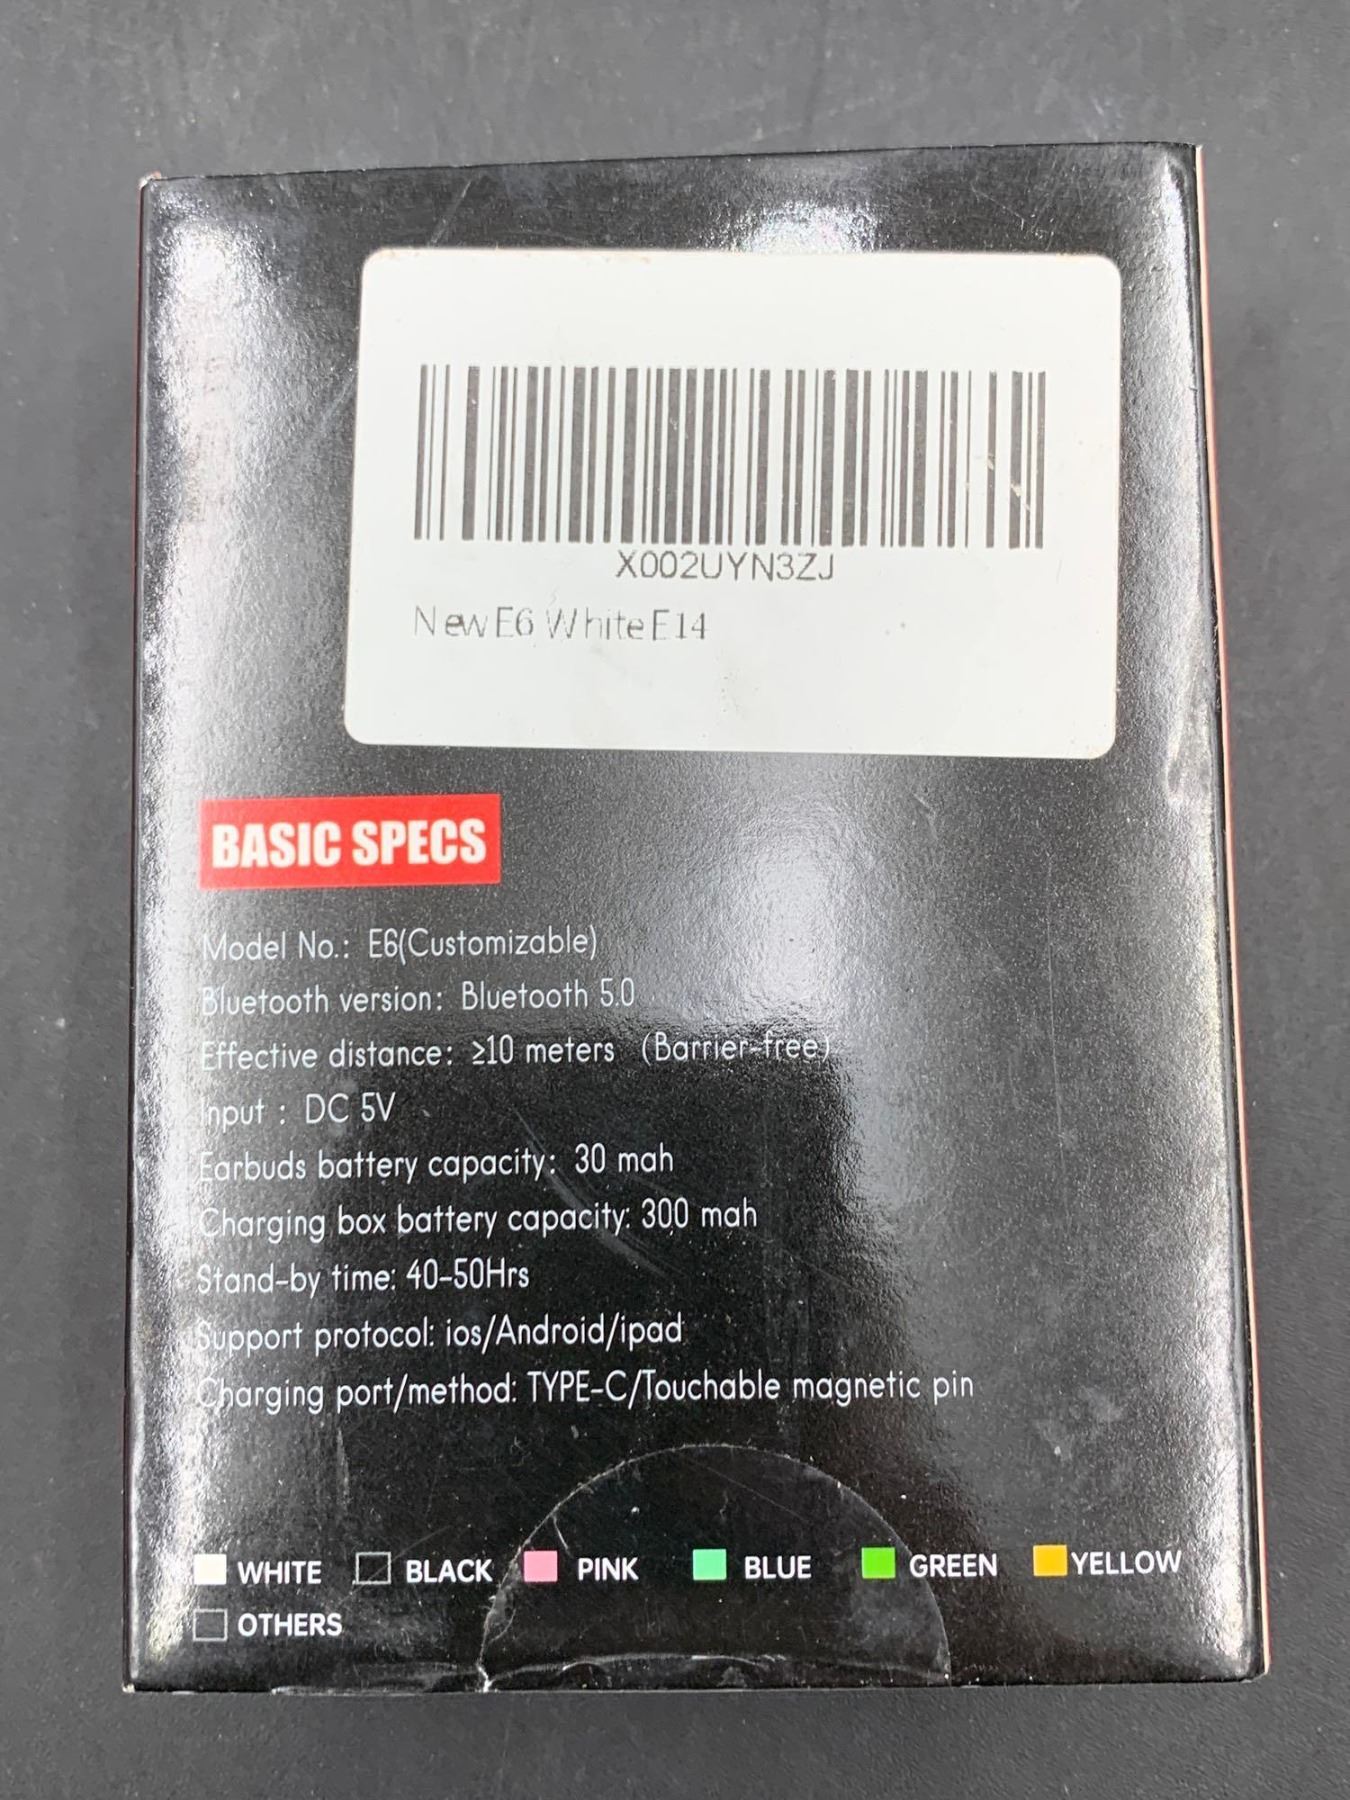 X002UYN3ZJ
New E6 White E14
BASIC SPECS
Model No.: E6(Customizable)
Bluetooth version: Bluetooth 5.0
Effective distance: ≥10 meters (Barrier-free)
Input : DC 5V
Earbuds battery capacity: 30 mah
Charging box battery capacity: 300 mah
Stand-by time: 40-50Hrs
Support protocol: ios/Android/ipad
Charging port/method: TYPE-C/Touchable magnetic pin
WHITE BLACK PINK BLUE GREEN YELLOW
OTHERS